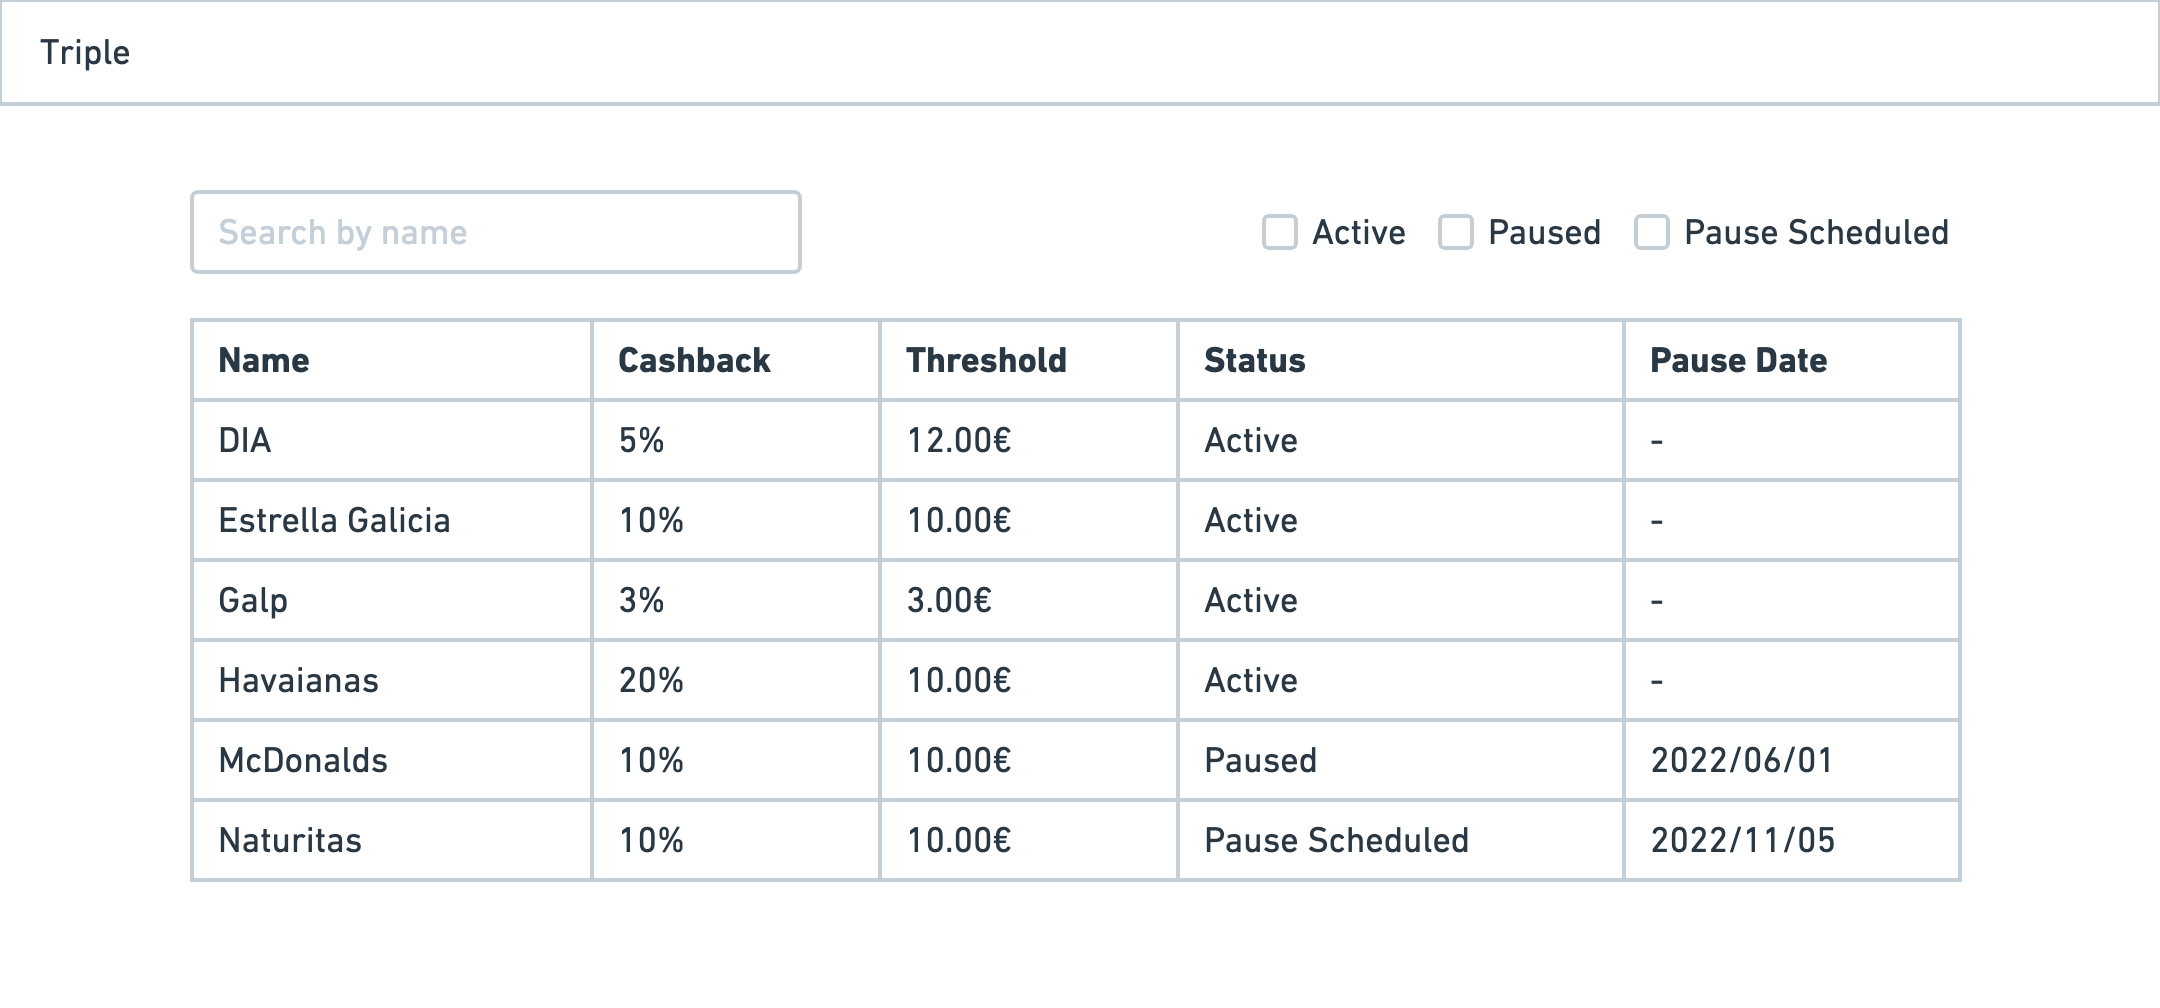 Triple
Search by name
Active Paused Pause Scheduled
Name Cashback Threshold Status Pause Date
DIA 5% 12.00€ Active -
Estrella Galicia 10% 10.00€ Active -
Galp 3% 3.00€ Active -
Havaianas 20% 10.00€ Active -
McDonalds 10% 10.00€ Paused 2022/06/01
Naturitas 10% 10.00€ Pause Scheduled 2022/11/05